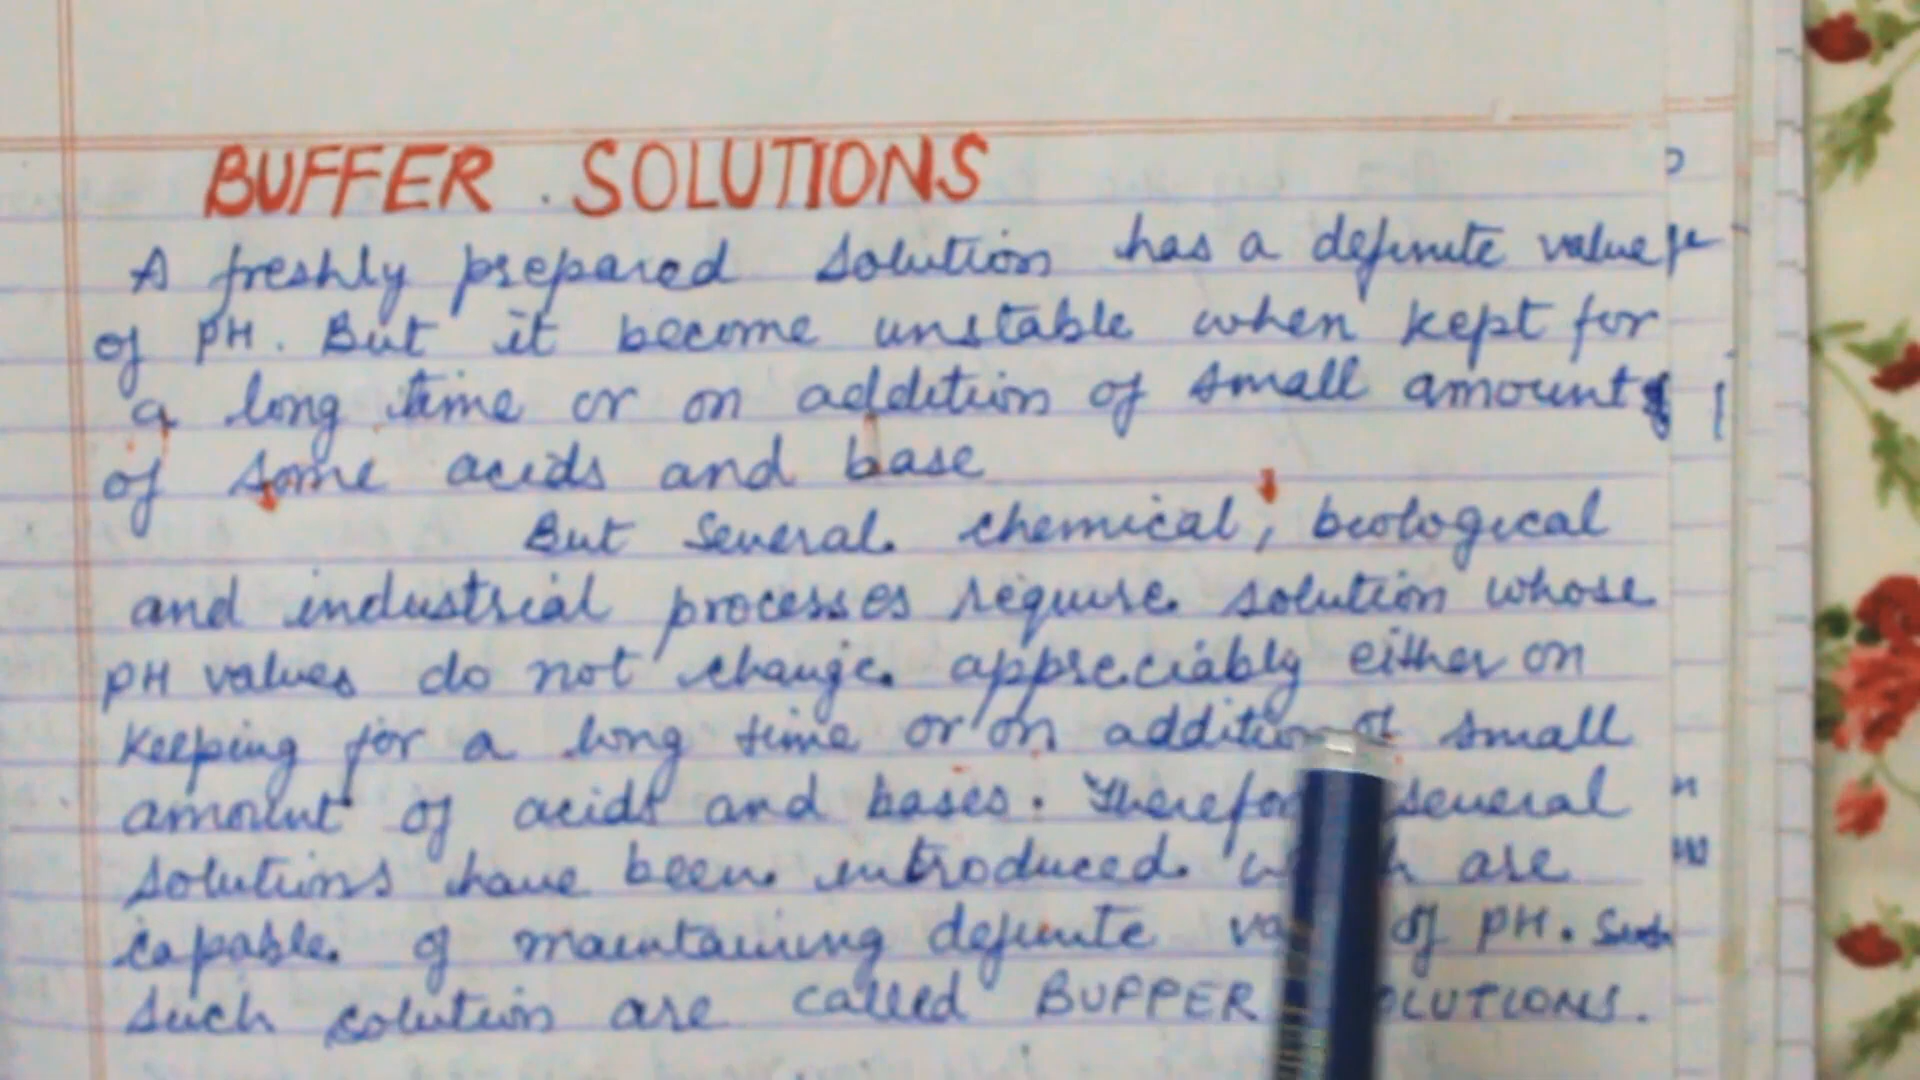 BUFFER SOLUTIONS
A freshly prepared solution has a definite value
of PH. But it become unstable when kept for
a long time or on addition of small amount
of some acids and base
But several chemical, biological
and industrial processes require solution whose
PH values do not change appreciably either on
keeping for a long time or on addition of small
amount of acids and bases. several
solutions have been introduced are
capable of maintaining definite of PH. Such
such solution are called BUFFER